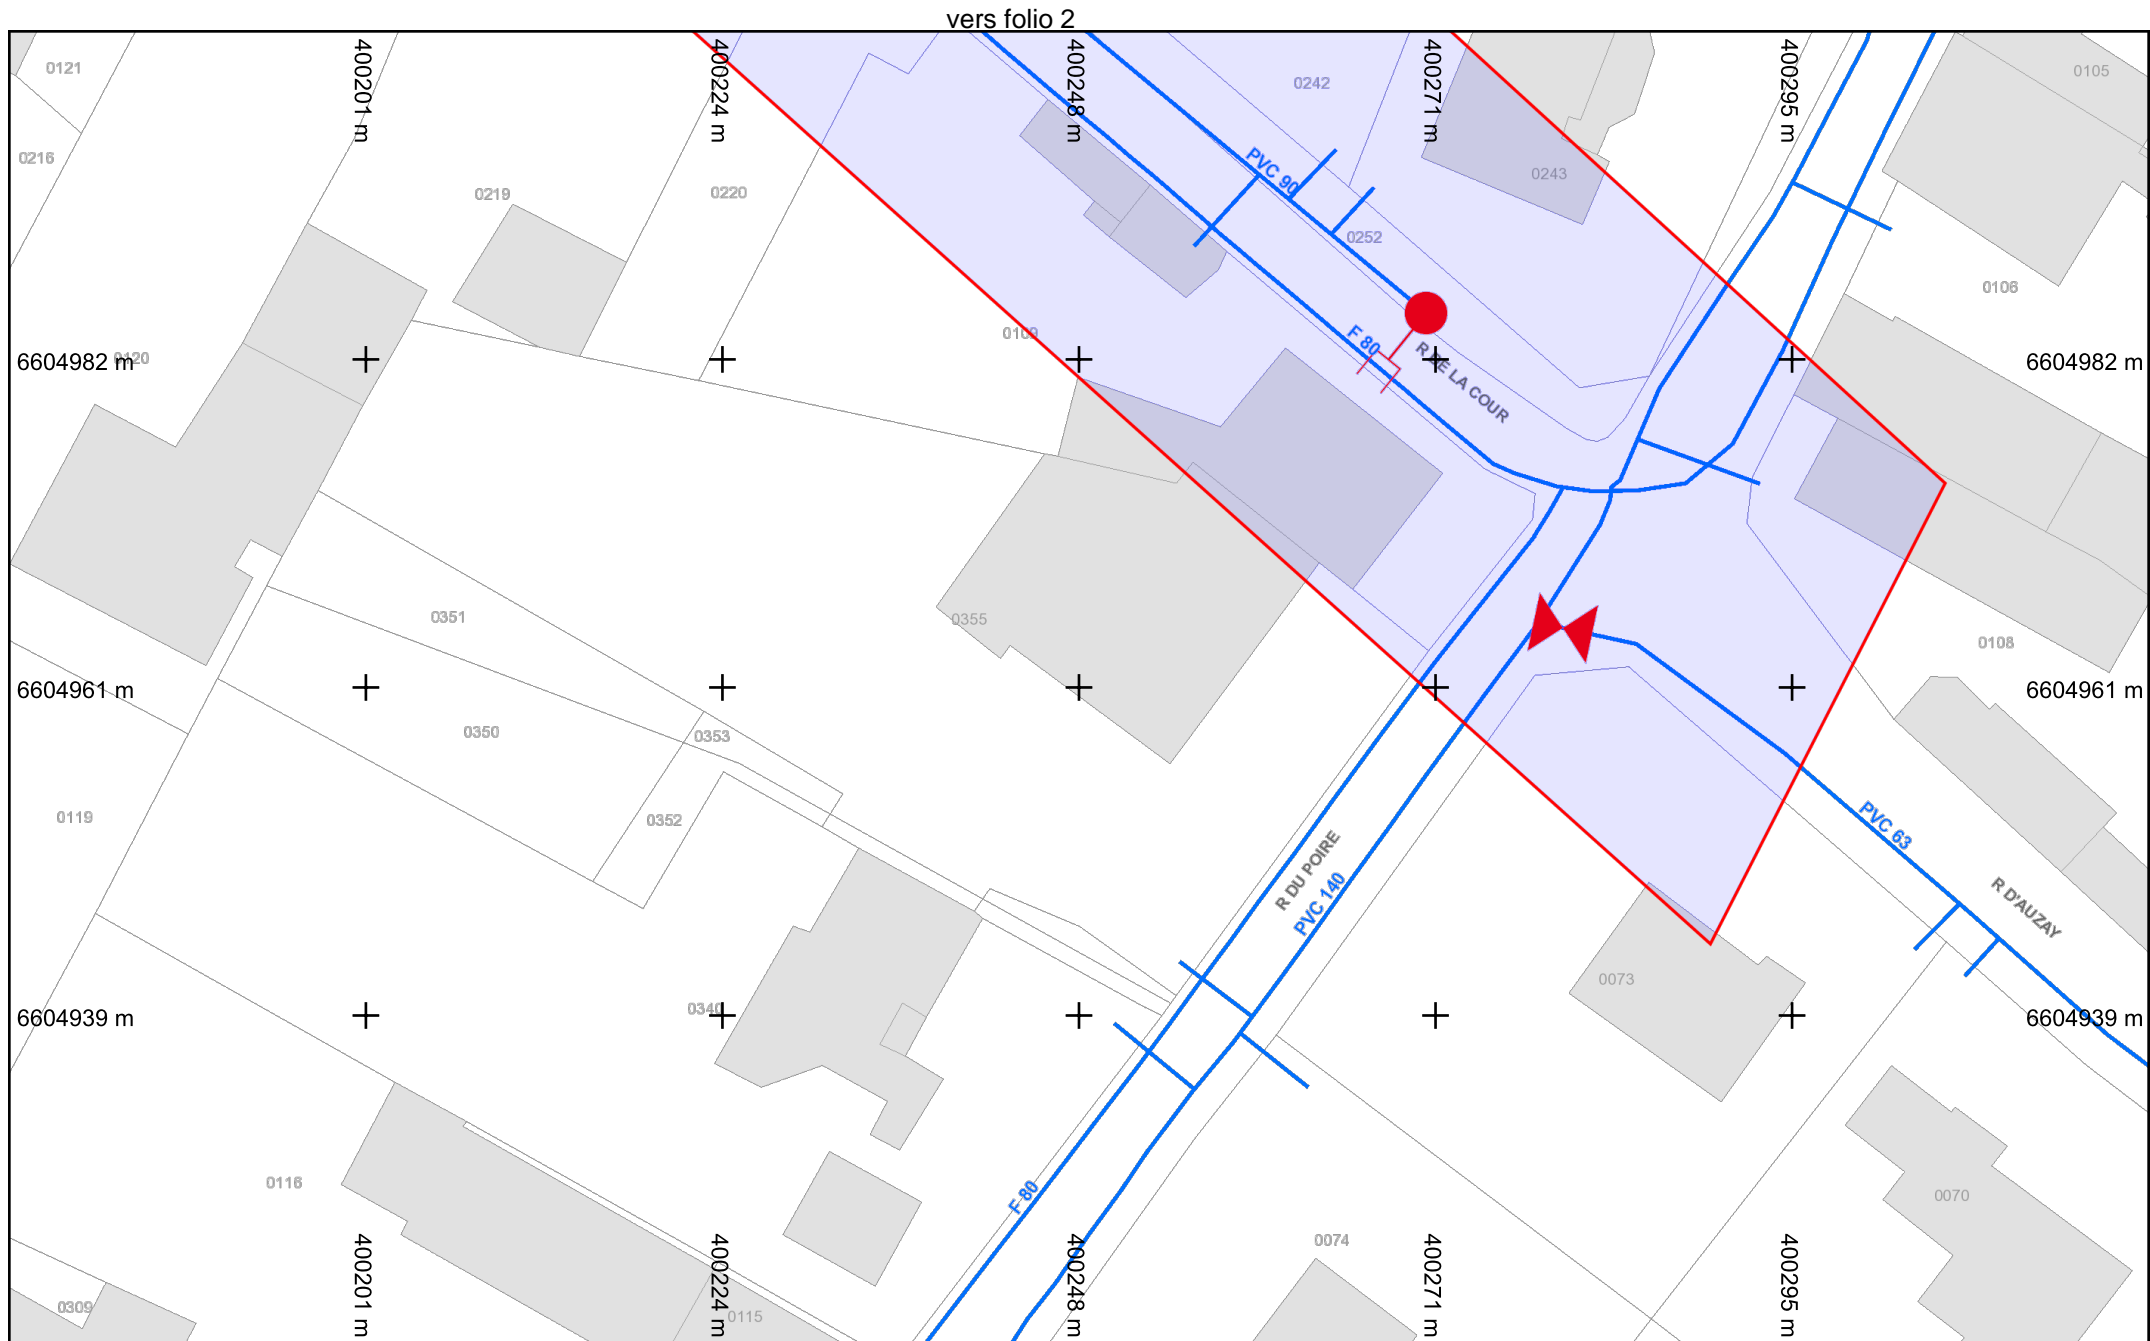 vers folio 2
400201 m
400224 m
400248 m
400271 m
400295 m
0121
0105
0242
0216
PVC 90
0243
0219
0220
0252
0106
0109
F 80
R DE LA COUR
6604982 m
0120
6604982 m
0351
0355
0108
6604961 m
6604961 m
0350
0353
0119
0352
PVC 63
R DU POIRE
PVC 140
R D'AUZAY
0073
0340
6604939 m
6604939 m
0116
F 80
0070
0074
400201 m
400224 m
400248 m
400271 m
400295 m
0309
0115